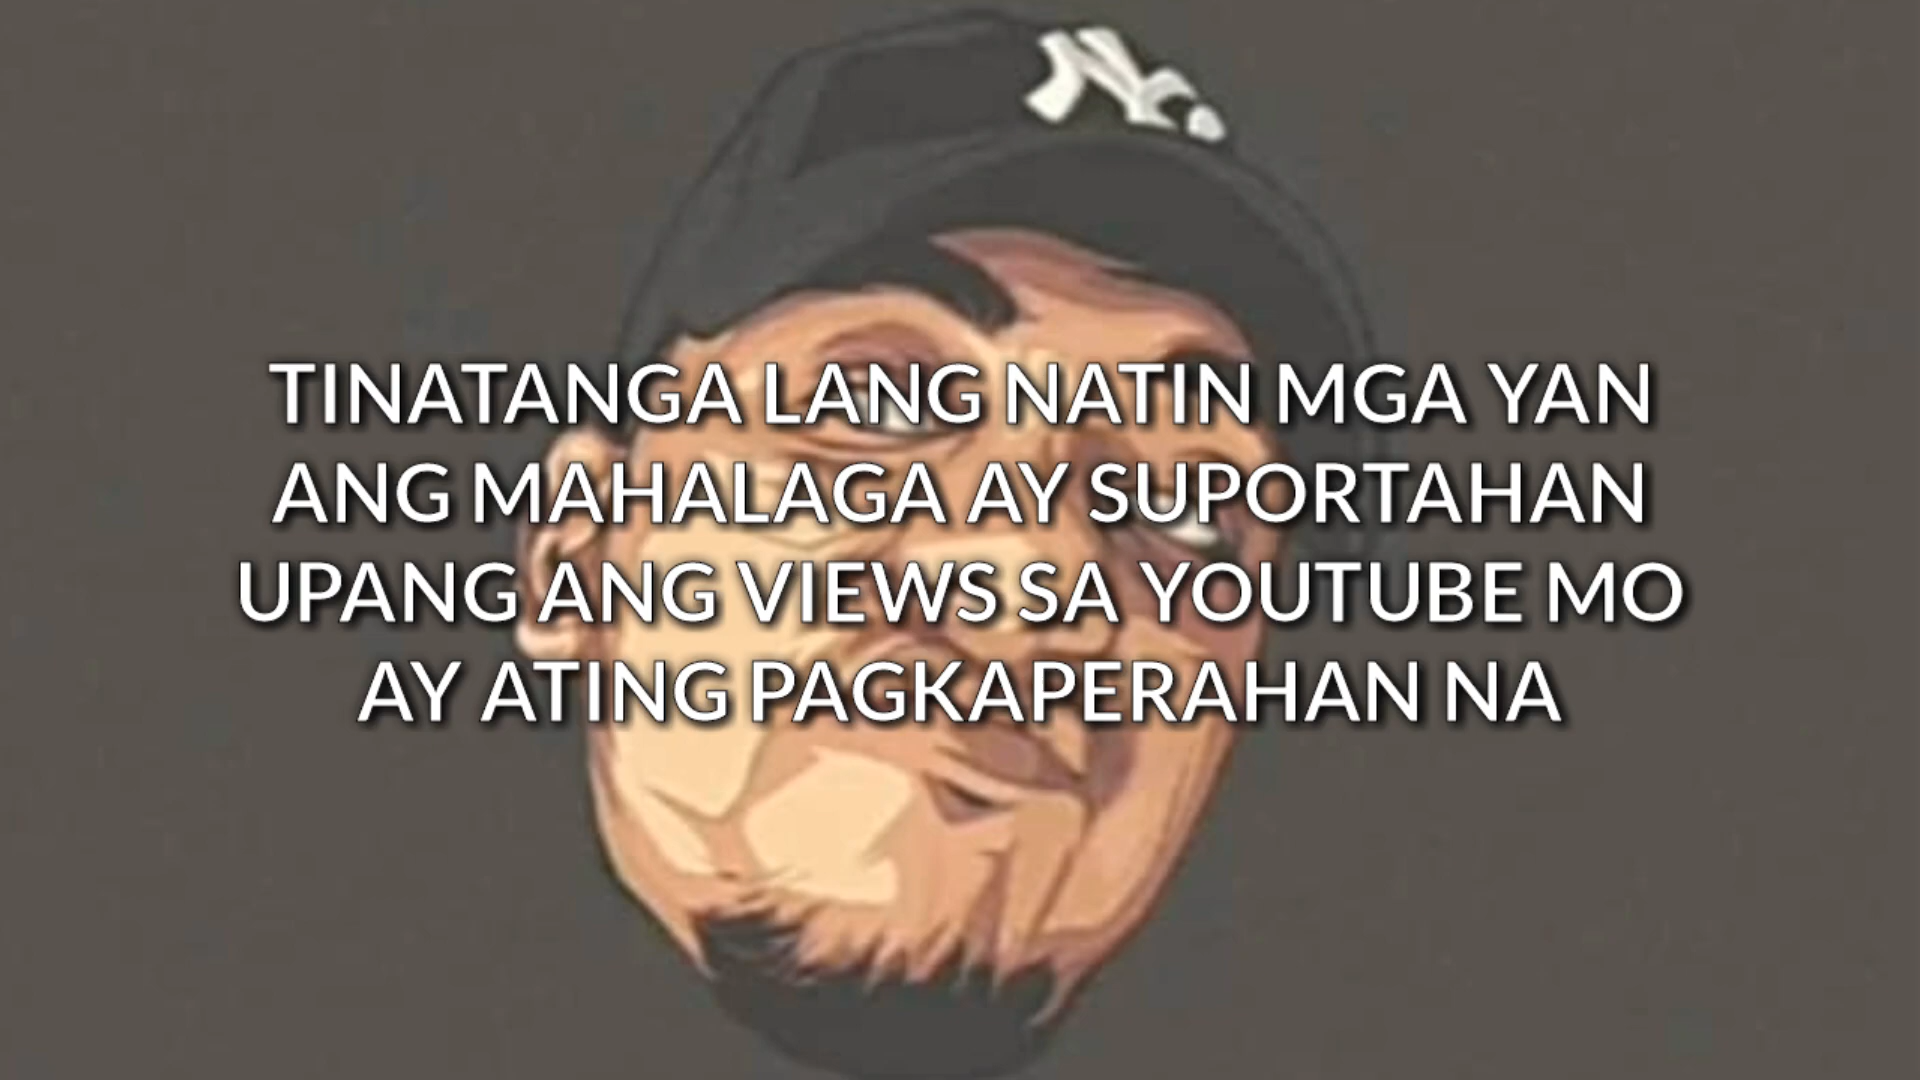 TINATANGA LANG NATIN MGA YAN
ANG MAHALAGA AY SUPORTAHAN
UPANG ANG VIEWS SA YOUTUBE MO
AY ATING PAGKAPERAHAN NA